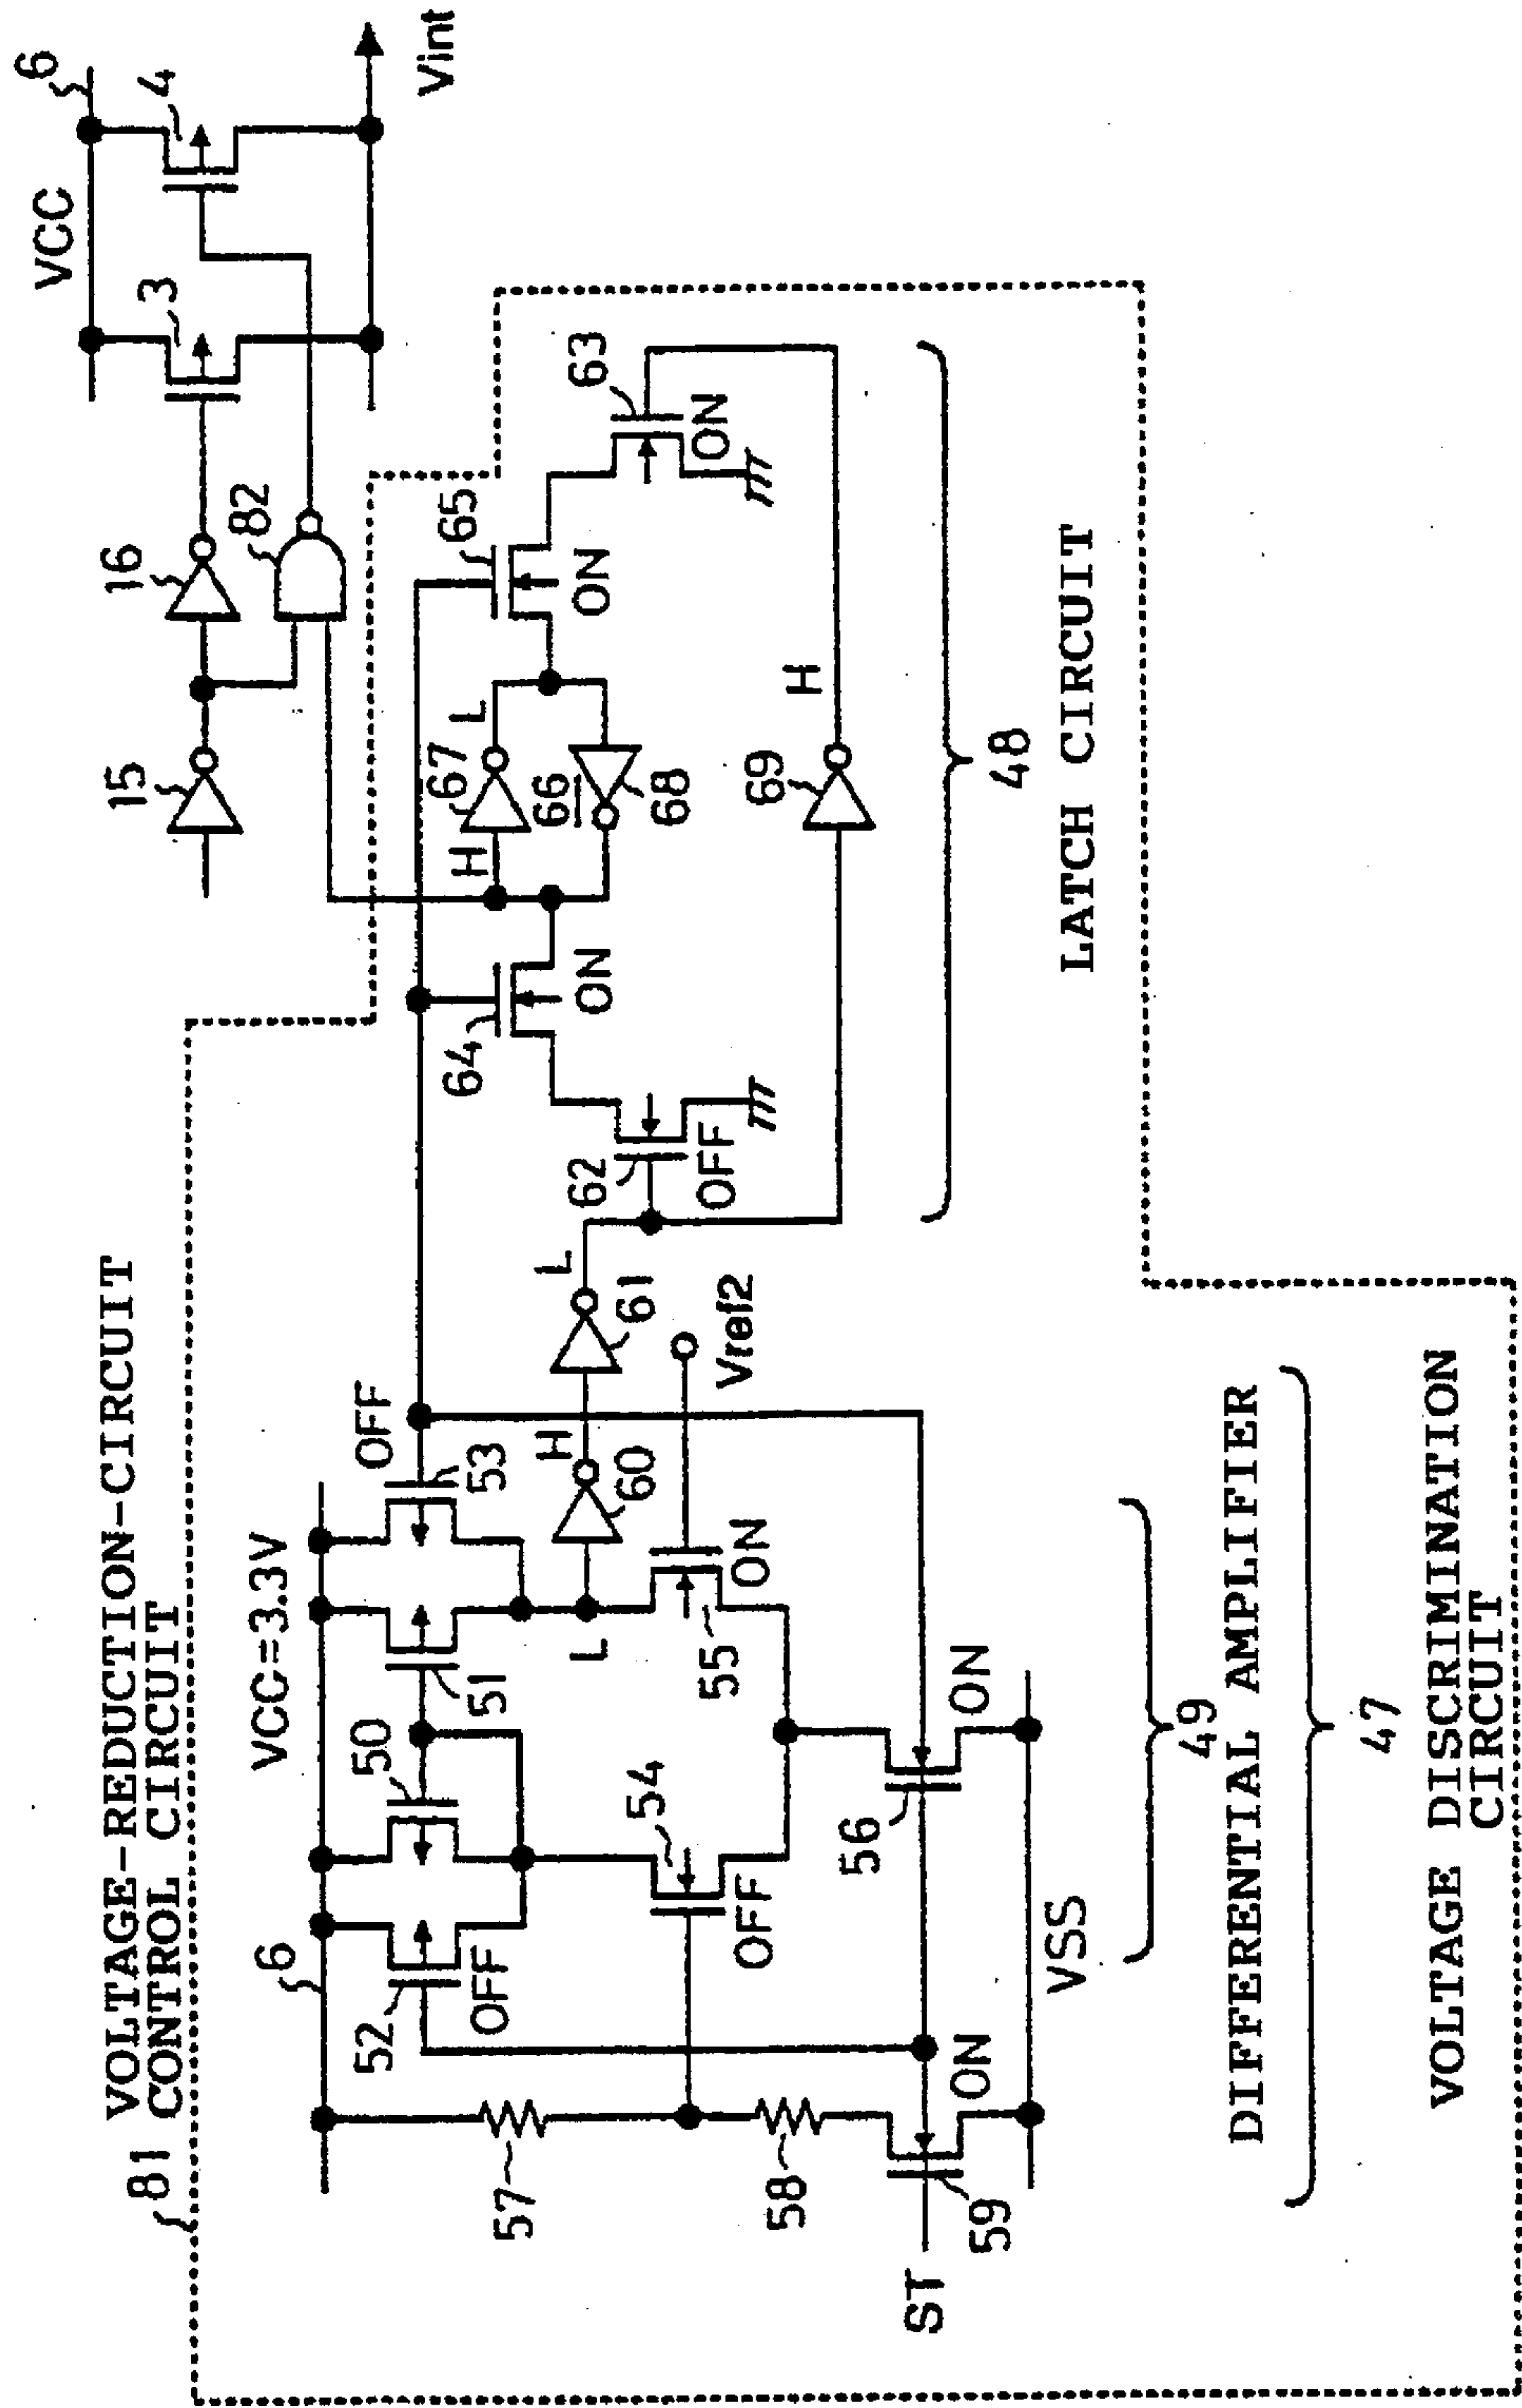 VOLTAGE-REDUCTION-CIRCUIT
81 CONTROL CIRCUIT
VCC
6
3
4
Vint
15
16
82
VCC=3.3V
6
52
OFF
50
51
OFF
53
57
54
OFF
L
H
60
L
61
55
ON
Vref2
58
56
ON
ST
59
ON
VSS
64
ON
H
67
L
66
68
65
ON
62
OFF
63
ON
69
H
48
LATCH CIRCUIT
49
DIFFERENTIAL AMPLIFIER
47
VOLTAGE DISCRIMINATION
CIRCUIT